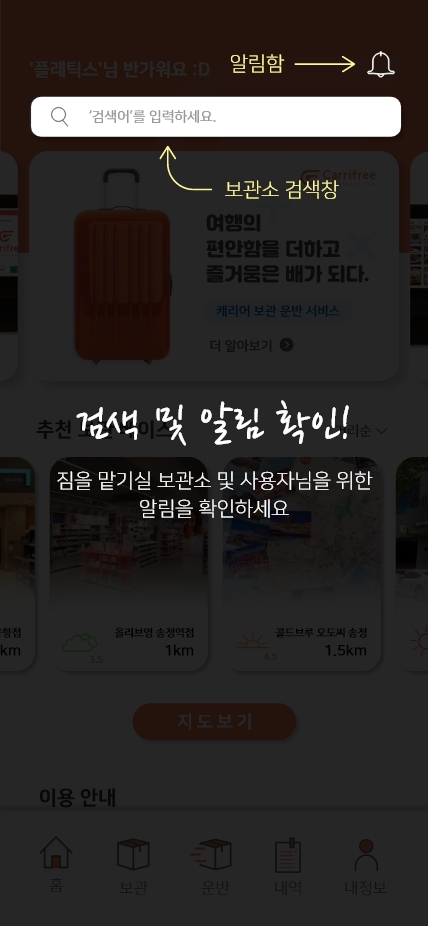 '플래틱스'님 반가워요 :D
알림함
'검색어'를 입력하세요.
보관소 검색창
Carrifree
여행의
편안함을 더하고
즐거움은 배가 되다.
캐리어 보관 운반 서비스
더 알아보기
검색 및 알림 확인!
추천
리순
짐을 맡기실 보관소 및 사용자님을 위한
알림을 확인하세요
올리브영 송정역점
3.5
1km
콜드브루 오도씨 송정
4.5
1.5km
항점
km
지도보기
이용 안내
홈
보관
운반
내역
내정보